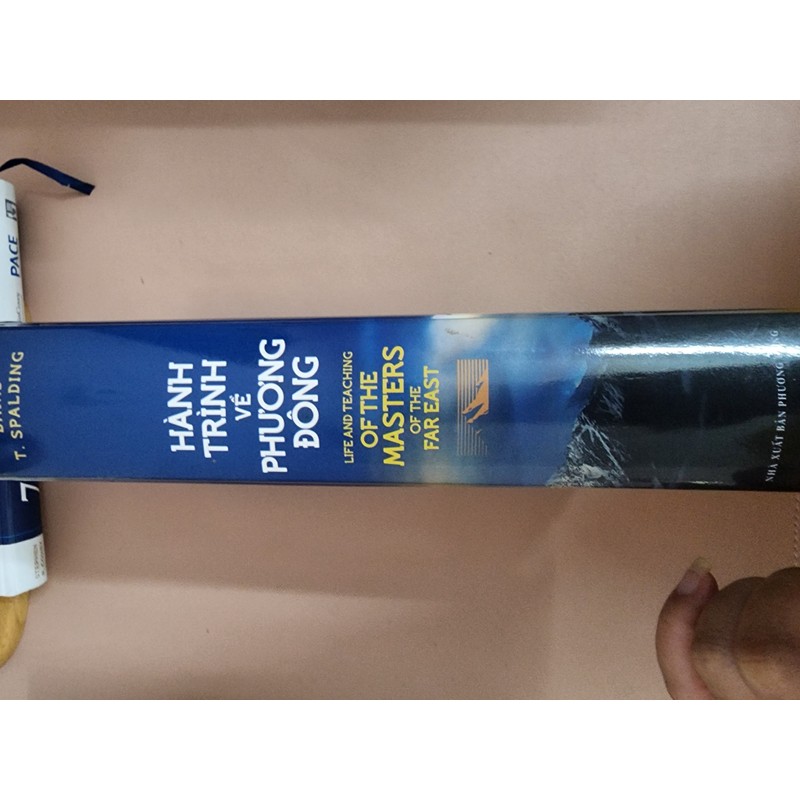 T. SPALDING
HÀNH
TRÌNH
VỀ
PHƯƠNG
ĐÔNG
LIFE AND TEACHING
OF THE
MASTERS
OF THE
FAR EAST
NHÀ XUẤT BẢN PHƯƠNG
PACE
7